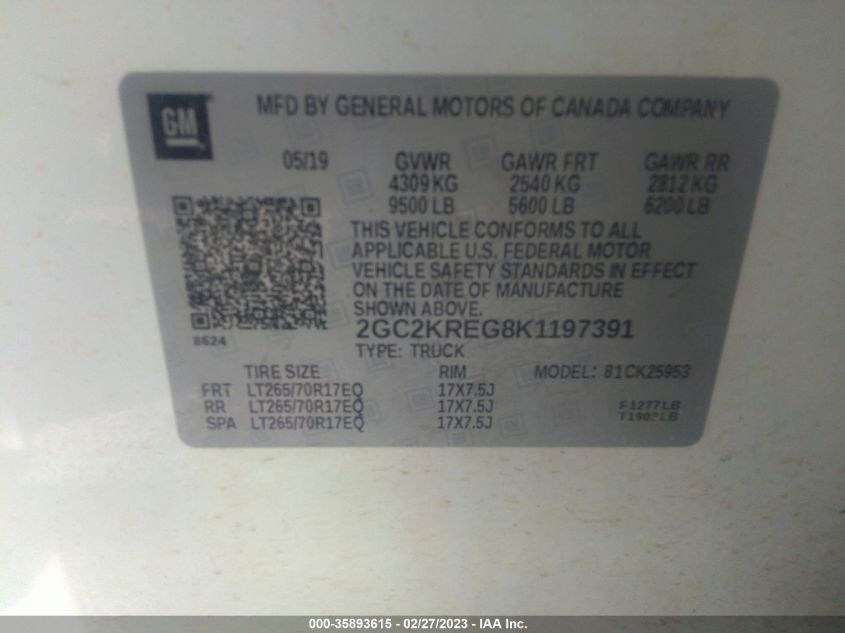 GM
MFD BY GENERAL MOTORS OF CANADA COMPANY
05/19 GVWR GAWR FRT GAWR RR
4309 KG 2540 KG 2812 KG
9500 LB 5600 LB 6200 LB
THIS VEHICLE CONFORMS TO ALL
APPLICABLE U.S. FEDERAL MOTOR
VEHICLE SAFETY STANDARDS IN EFFECT
ON THE DATE OF MANUFACTURE
SHOWN ABOVE.
2GC2KREG8K1197391
8624
TYPE: TRUCK
TIRE SIZE RIM MODEL: 81CK25953
FRT LT265/70R17EQ 17X7.5J
RR LT265/70R17EQ 17X7.5J F1277LB
SPA LT265/70R17EQ 17X7.5J
000-35893615 - 02/27/2023 - IAA Inc.